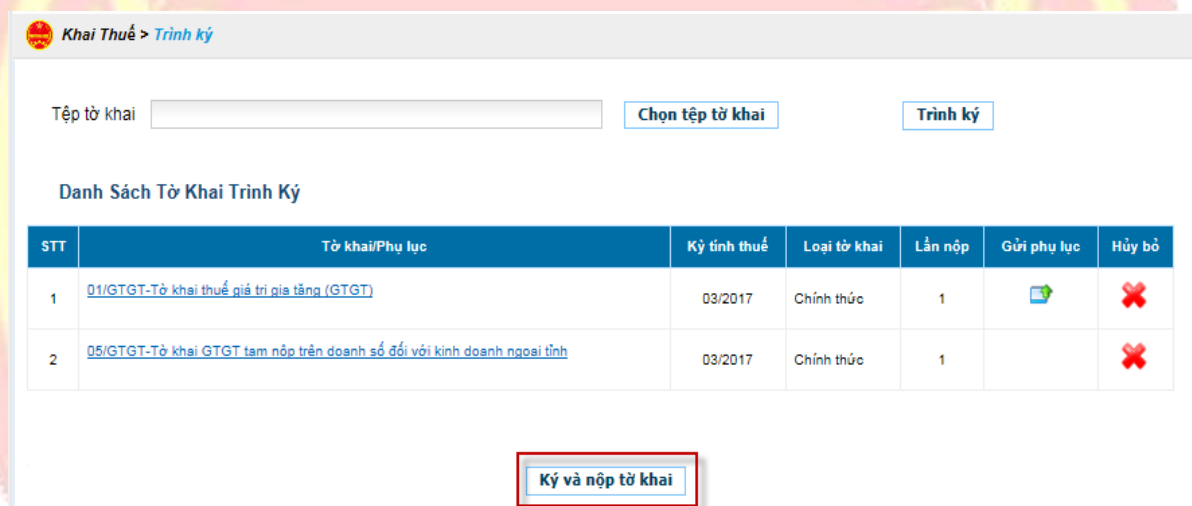 Khai Thuế > Trình ký
Tệp tờ khai Chọn tệp tờ khai Trình ký
Danh Sách Tờ Khai Trình Ký
STT Tờ khai/Phụ lục Kỳ tính thuế Loại tờ khai Lần nộp Gửi phụ lục Hủy bỏ
1 01/GTGT-Tờ khai thuế giá trị gia tăng (GTGT) 03/2017 Chính thức 1
2 05/GTGT-Tờ khai GTGT tạm nộp trên doanh số đối với kinh doanh ngoại tỉnh 03/2017 Chính thức 1
Ký và nộp tờ khai